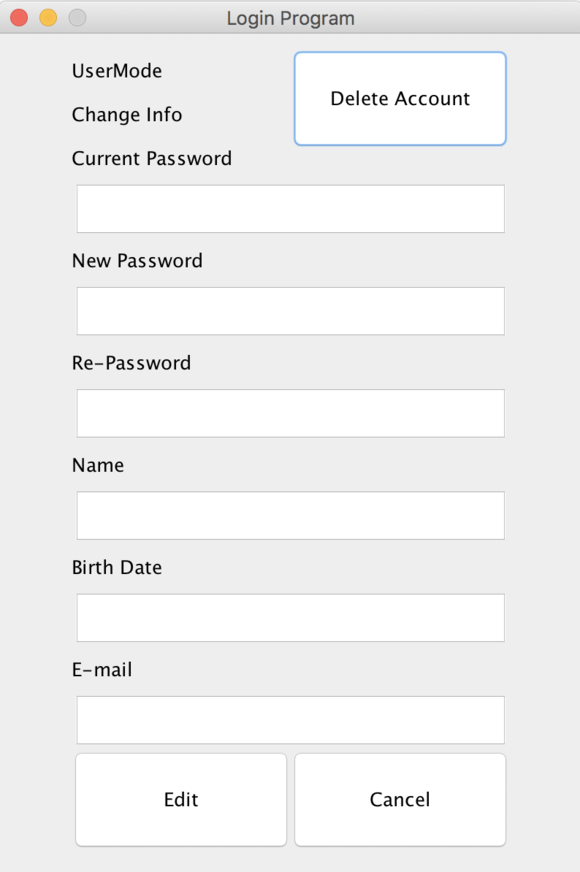 Login Program
UserMode
Delete Account
Change Info
Current Password
New Password
Re-Password
Name
Birth Date
E-mail
Edit
Cancel